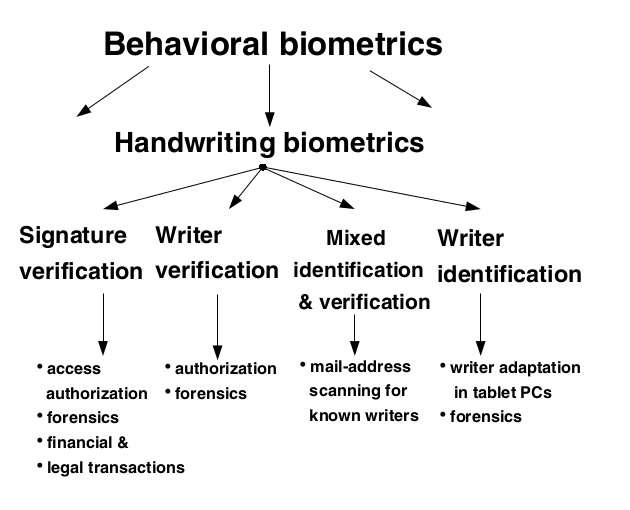 Behavioral biometrics
Handwriting biometrics
Signature
verification
Writer
verification
Mixed
identification
& verification
Writer
identification
• access
authorization
• forensics
• financial &
• legal transactions
• authorization
• forensics
• mail-address
scanning for
known writers
• writer adaptation
in tablet PCs
• forensics